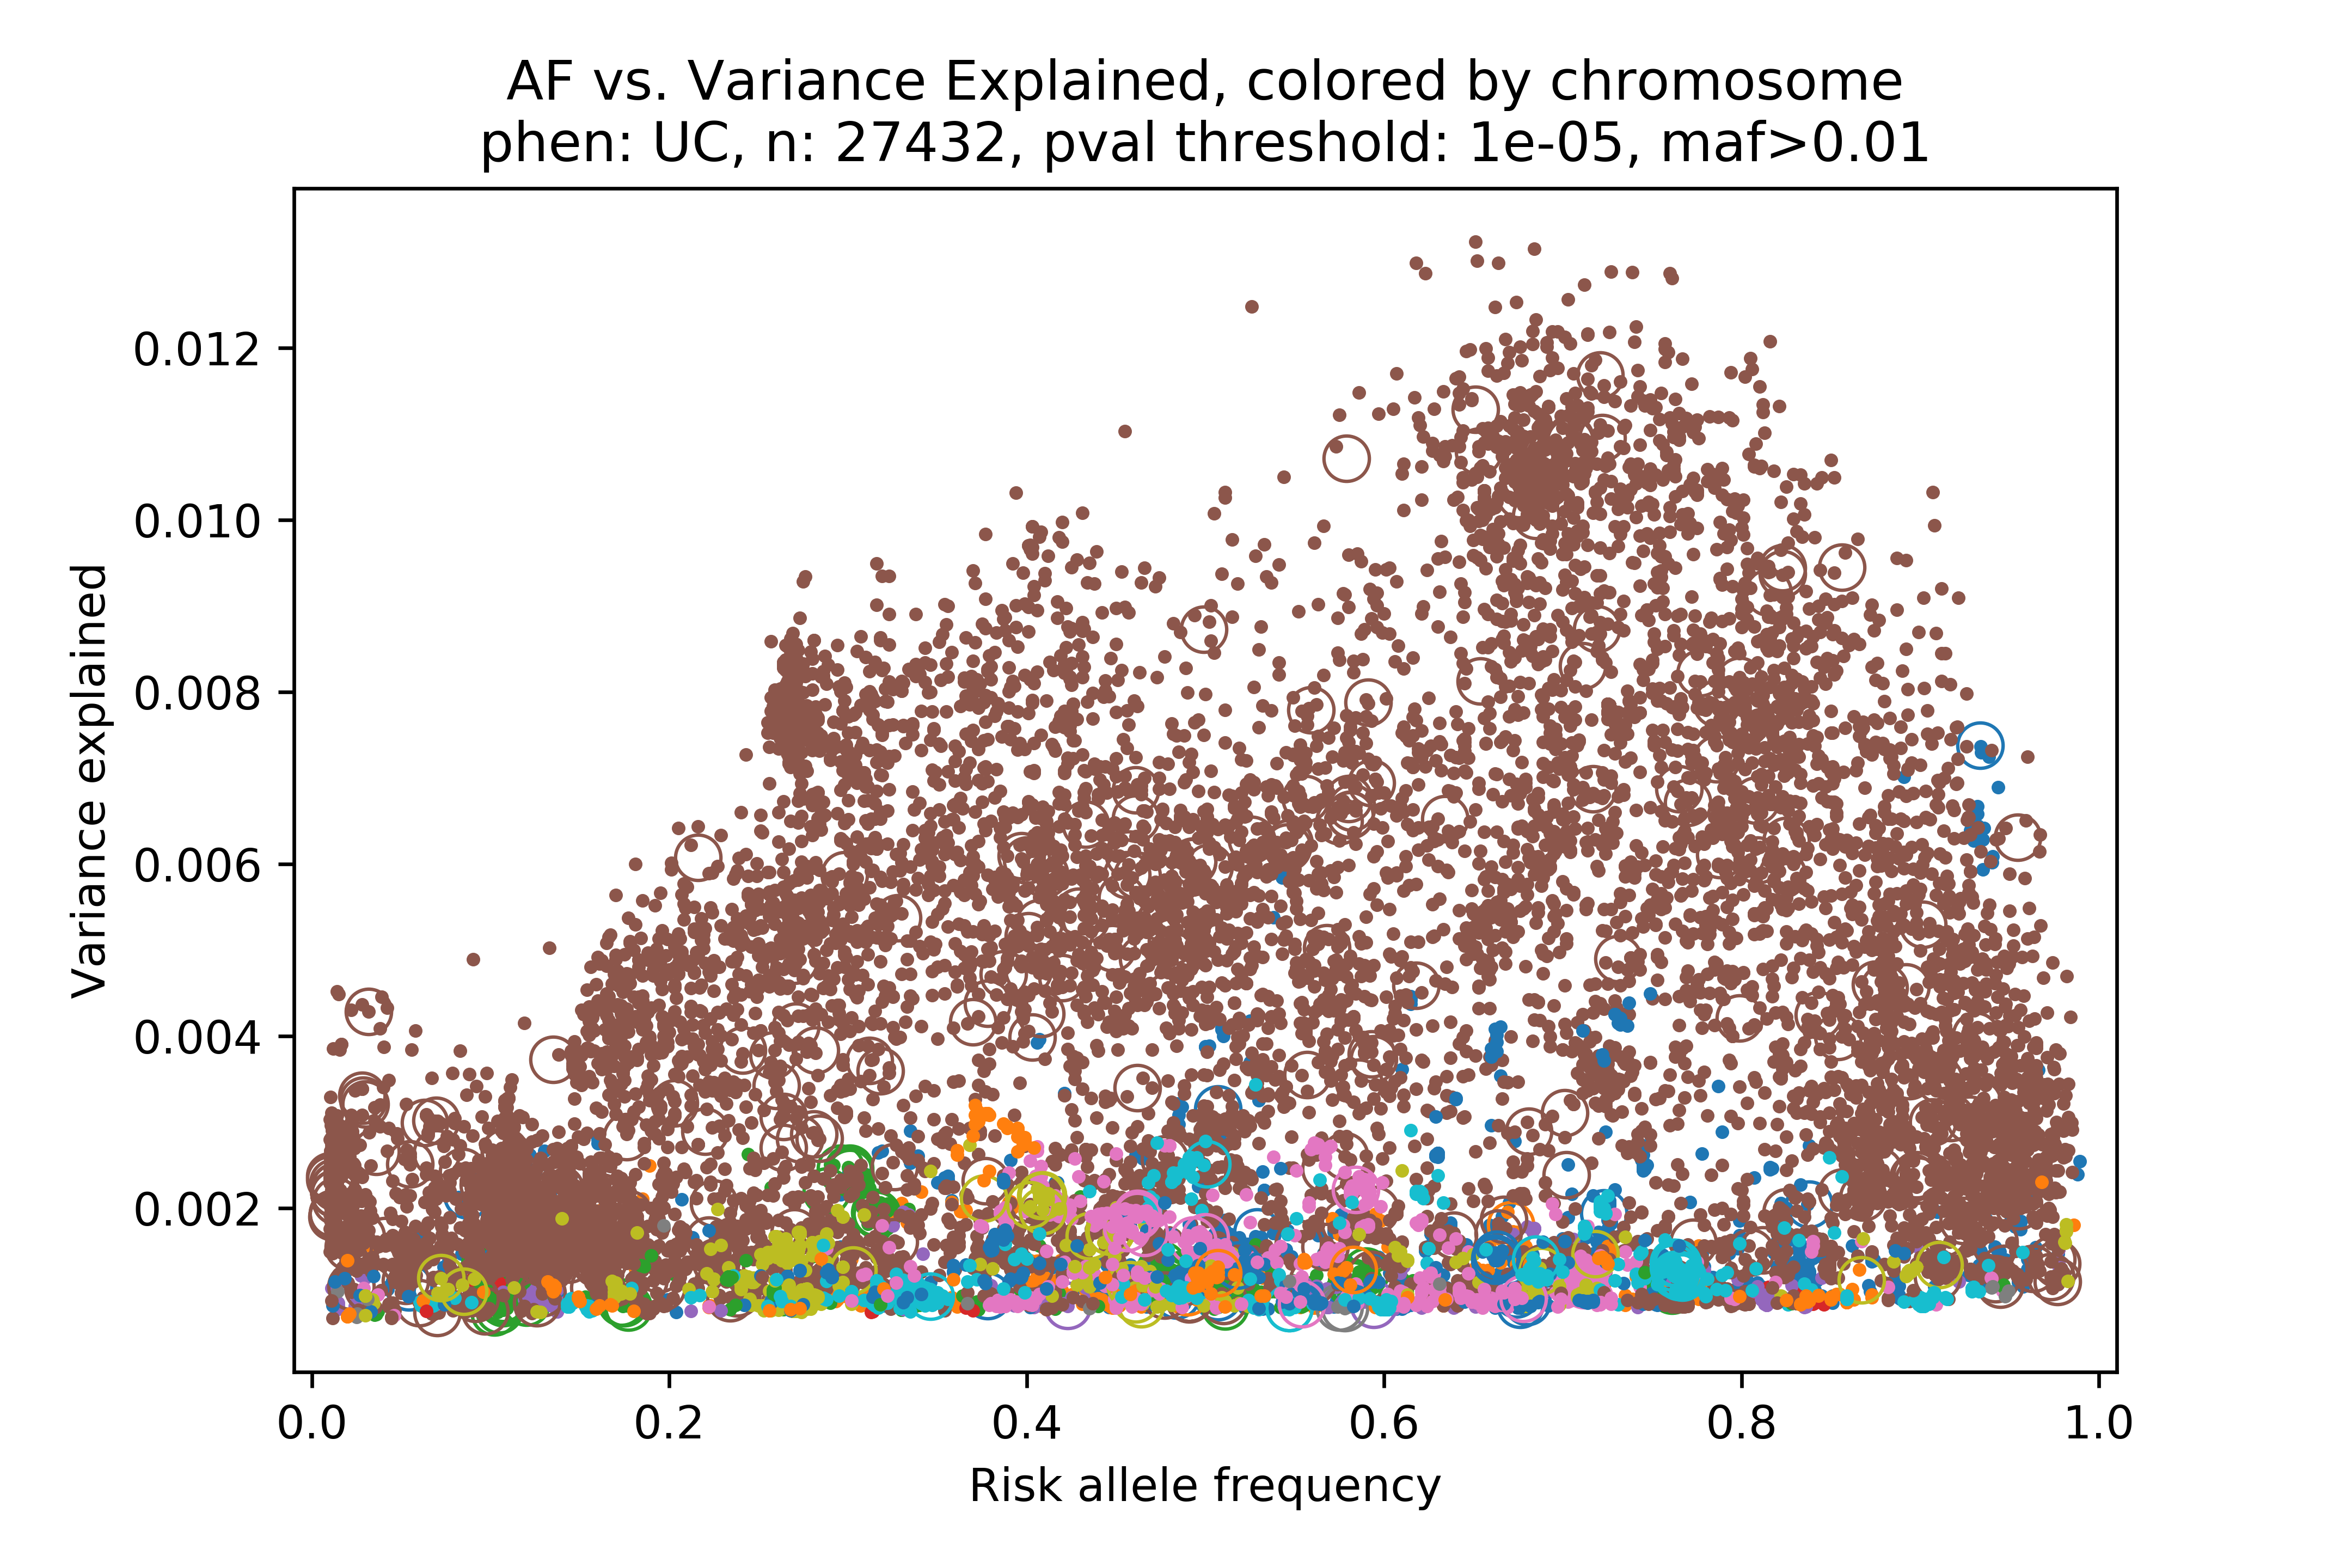 AF vs. Variance Explained, colored by chromosome
phen: UC, n: 27432, pval threshold: 1e-05, maf>0.01
0.012
0.010
0.008
0.006
0.004
0.002
Variance explained
0.0 0.2 0.4 0.6 0.8 1.0
Risk allele frequency